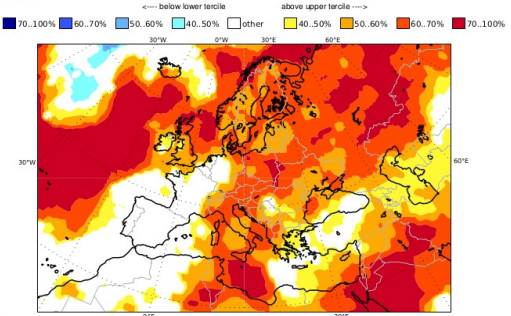 <---- below lower tercile above upper tercile ---->
70..100% 60..70% 50..60% 40..50% other 40..50% 50..60% 60..70% 70..100%
30°W 0°W 30°E 60°E
30°W
60°E